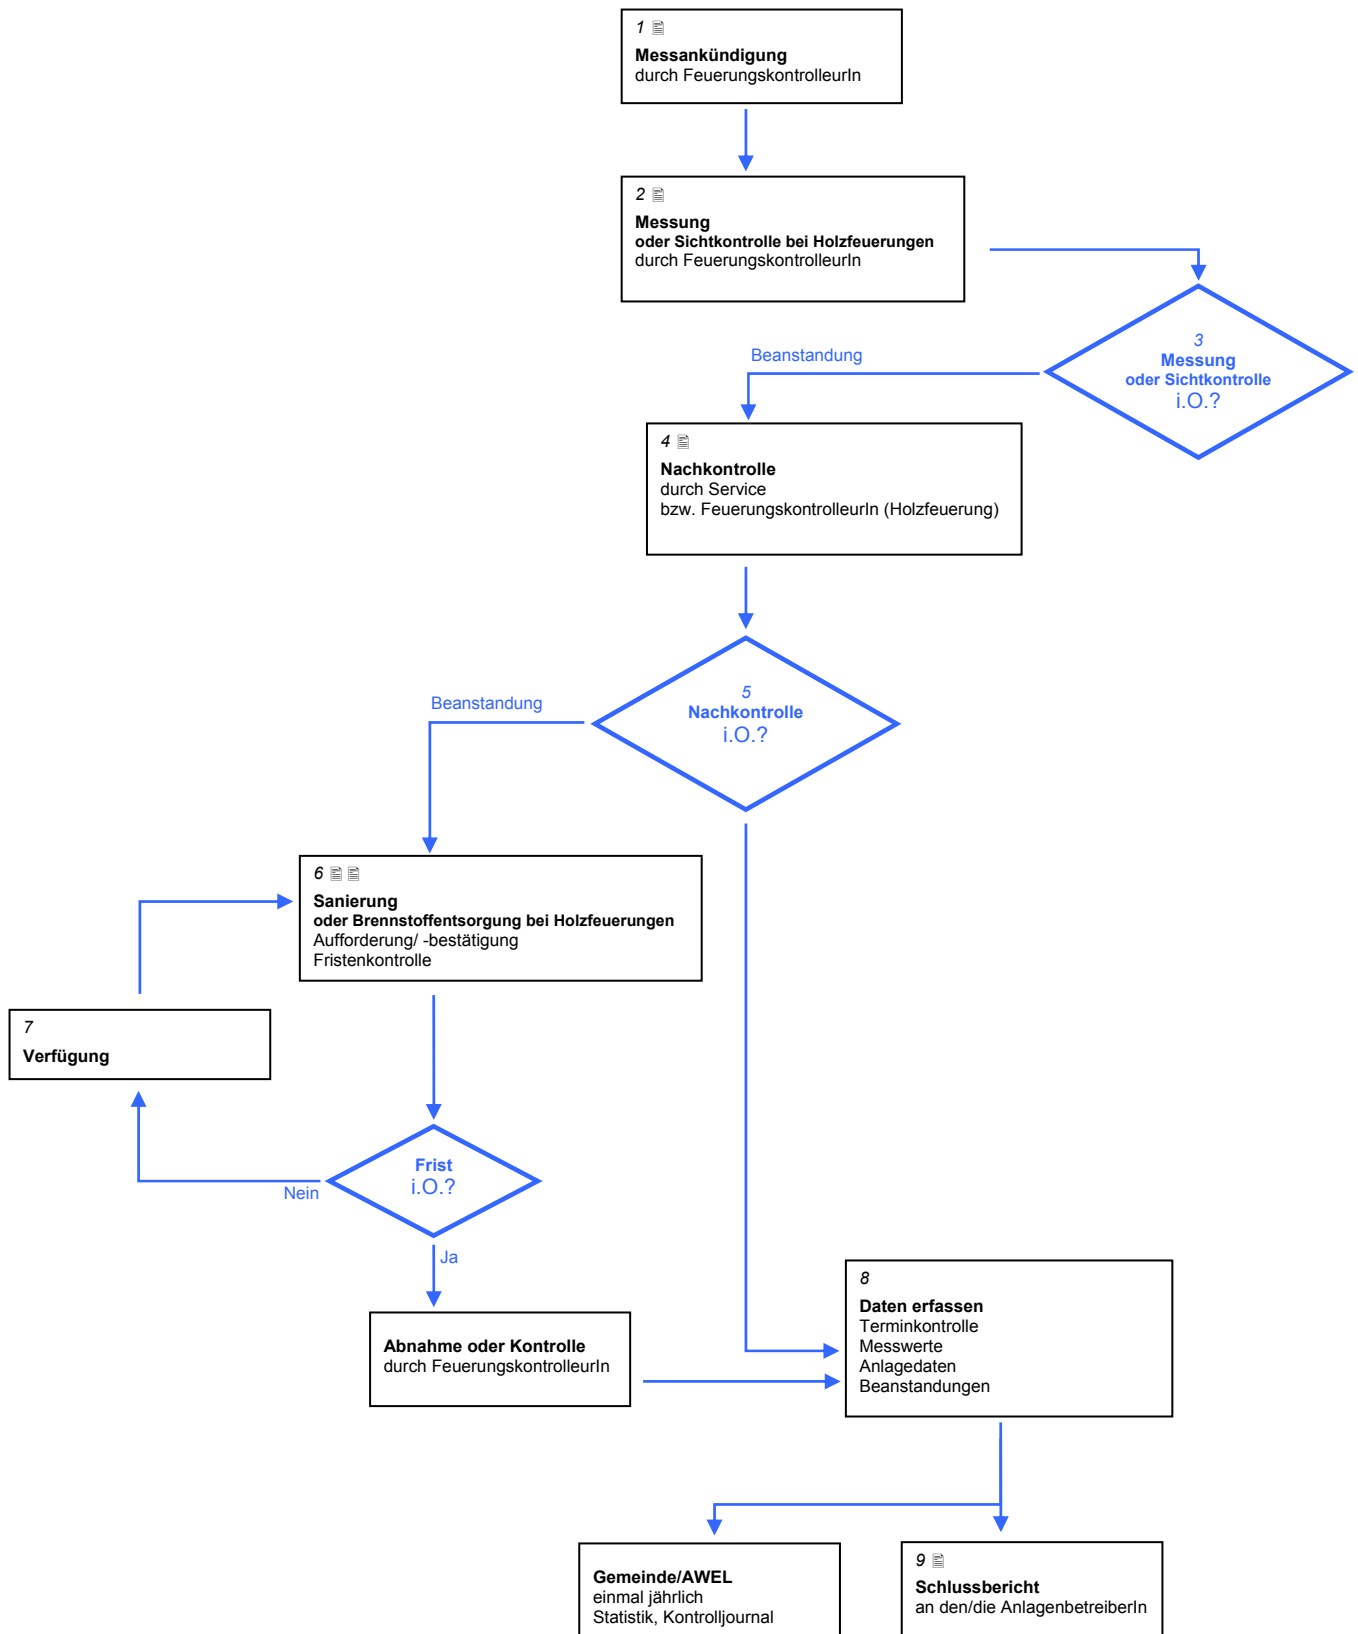 1
Messankündigung
durch FeuerungskontrolleurIn
2
Messung
oder Sichtkontrolle bei Holzfeuerungen
durch FeuerungskontrolleurIn
3
Messung
oder Sichtkontrolle
i.O.?
Beanstandung
4
Nachkontrolle
durch Service
bzw. FeuerungskontrolleurIn (Holzfeuerung)
5
Nachkontrolle
i.O.?
Beanstandung
6
Sanierung
oder Brennstoffentsorgung bei Holzfeuerungen
Aufforderung/ -bestätigung
Fristenkontrolle
7
Verfügung
Frist
i.O.?
Nein
Ja
Abnahme oder Kontrolle
durch FeuerungskontrolleurIn
8
Daten erfassen
Terminkontrolle
Messwerte
Anlagedaten
Beanstandungen
Gemeinde/AWEL
einmal jährlich
Statistik, Kontrolljournal
9
Schlussbericht
an den/die AnlagenbetreiberIn